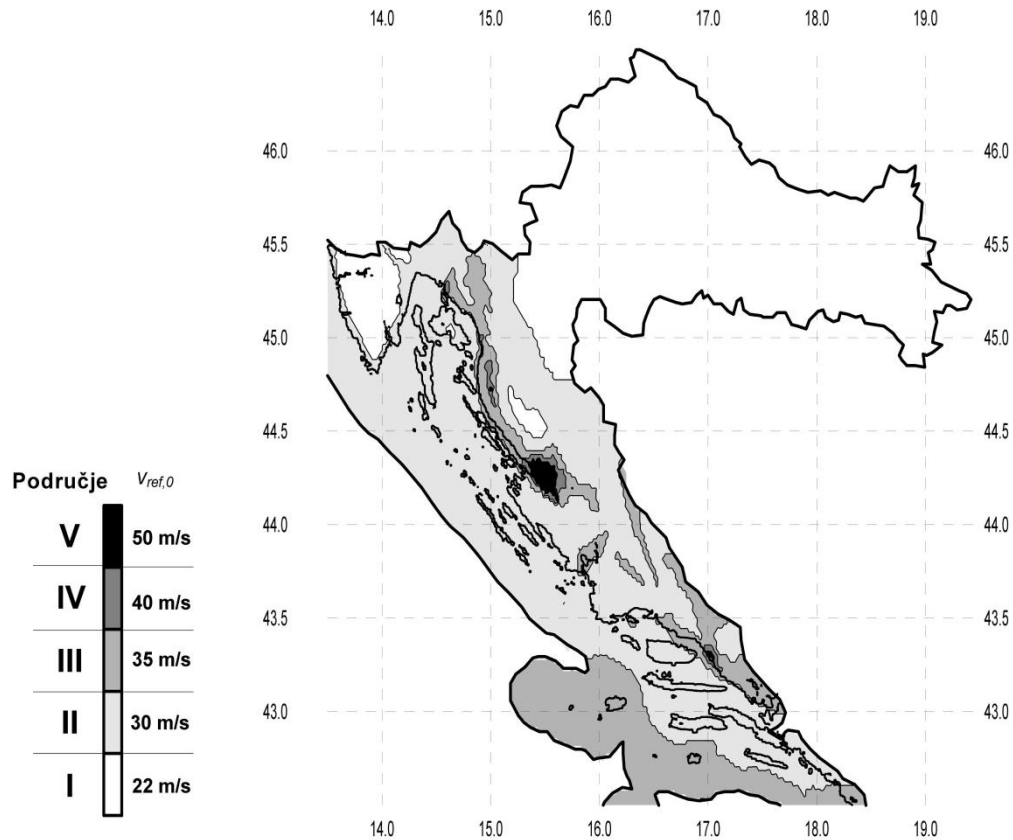 14.0 15.0 16.0 17.0 18.0 19.0
46.0 46.0
45.5 45.5
45.0 45.0
44.5 44.5
44.0 44.0
43.5 43.5
43.0 43.0
14.0 15.0 16.0 17.0 18.0 19.0
Područje Vref,0
V 50 m/s
IV 40 m/s
III 35 m/s
II 30 m/s
I 22 m/s